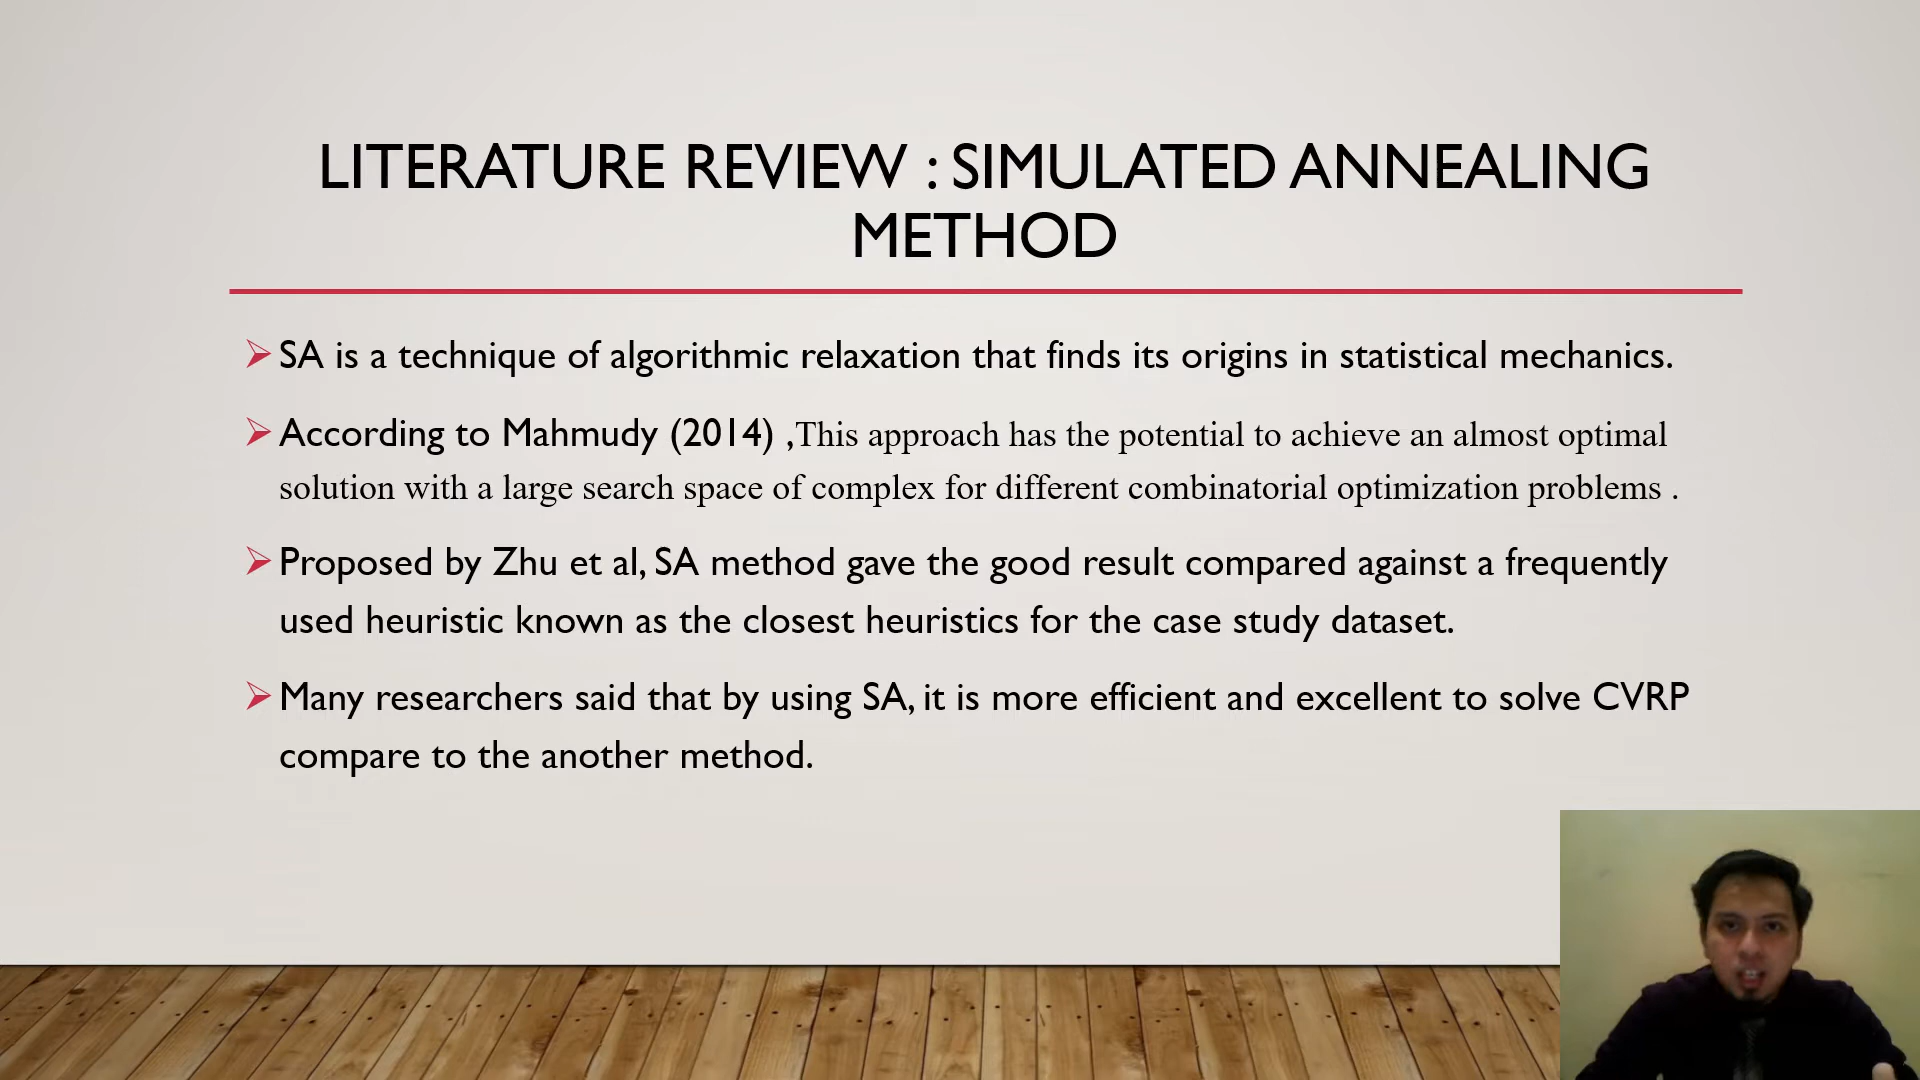 LITERATURE REVIEW : SIMULATED ANNEALING
METHOD
SA is a technique of algorithmic relaxation that finds its origins in statistical mechanics.
According to Mahmudy (2014) ,This approach has the potential to achieve an almost optimal
solution with a large search space of complex for different combinatorial optimization problems .
Proposed by Zhu et al, SA method gave the good result compared against a frequently
used heuristic known as the closest heuristics for the case study dataset.
Many researchers said that by using SA, it is more efficient and excellent to solve CVRP
compare to the another method.